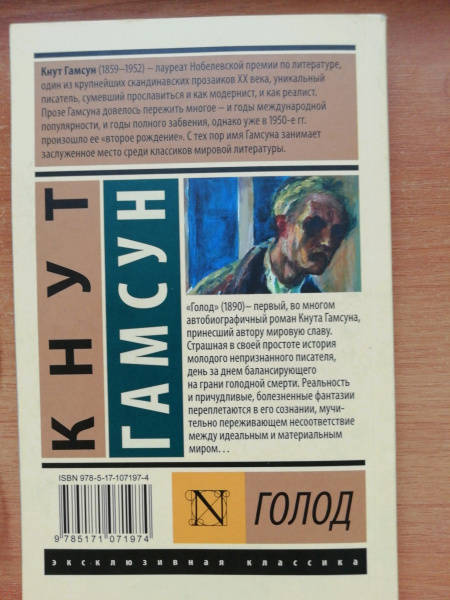 Кнут Гамсун (1859–1952) – лауреат Нобелевской премии по литературе,
один из крупнейших скандинавских прозаиков XX века, уникальный
писатель, сумевший прославиться и как модернист, и как реалист.
Прозе Гамсуна довелось пережить многое – и годы международной
популярности, и годы полного забвения, однако уже в 1950-е гг.
произошло ее «второе рождение». С тех пор имя Гамсуна занимает
заслуженное место среди классиков мировой литературы.
КНУТ
ГАМСУН
«Голод» (1890)– первый, во многом
автобиографичный роман Кнута Гамсуна,
принесший автору мировую славу.
Страшная в своей простоте история
молодого непризнанного писателя,
день за днем балансирующего
на грани голодной смерти. Реальность
и причудливые, болезненные фантазии
переплетаются в его сознании, мучи-
тельно переживающем несоответствие
между идеальным и материальным
миром…
ISBN 978-5-17-107197-4
9 785171 071974
N
ГОЛОД
эксклюзивная классика